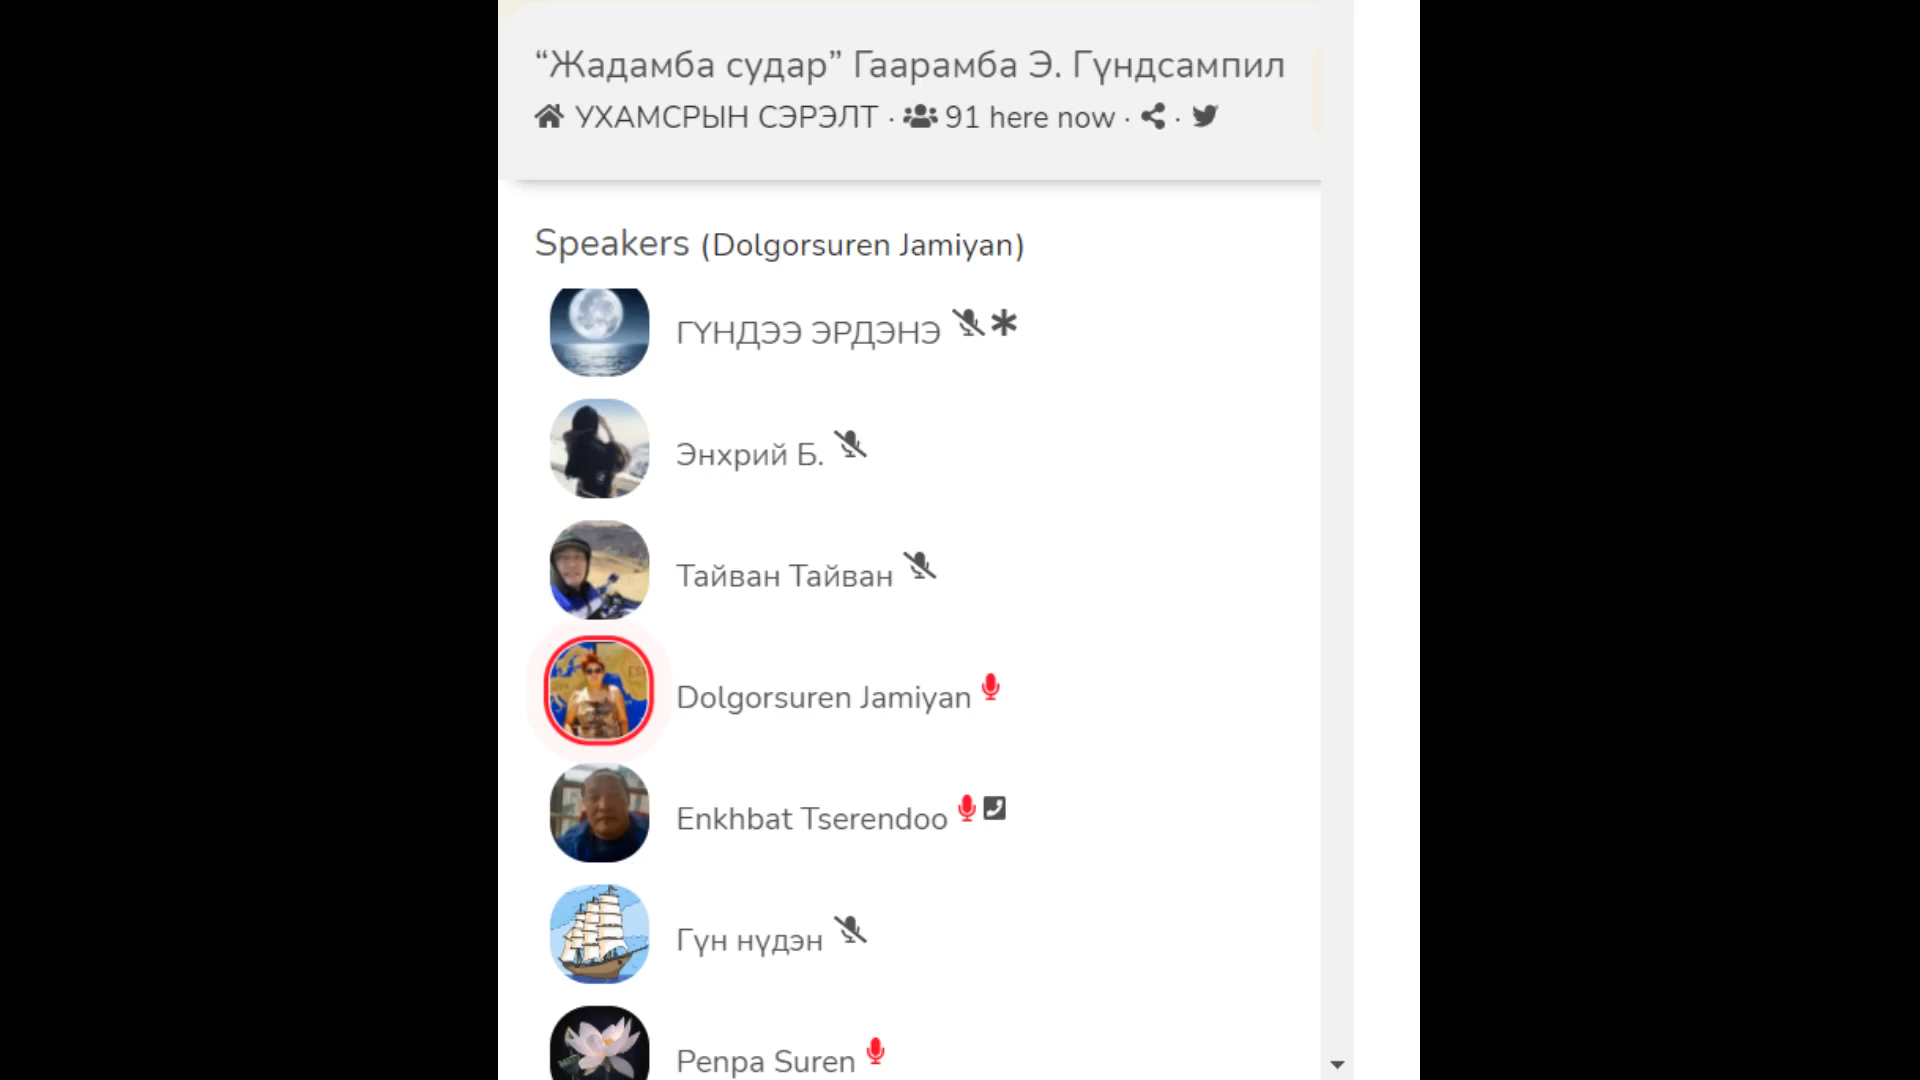 “Жадамба судар” Гаарамба Э. Гүндсампил
УХАМСРЫН СЭРЭЛТ · 91 here now · ·
Speakers (Dolgorsuren Jamiyan)
ГҮНДЭЭ ЭРДЭНЭ
Энхрий Б.
Тайван Тайван
Dolgorsuren Jamiyan
Enkhbat Tserendoo
Гүн нүдэн
Penpa Suren